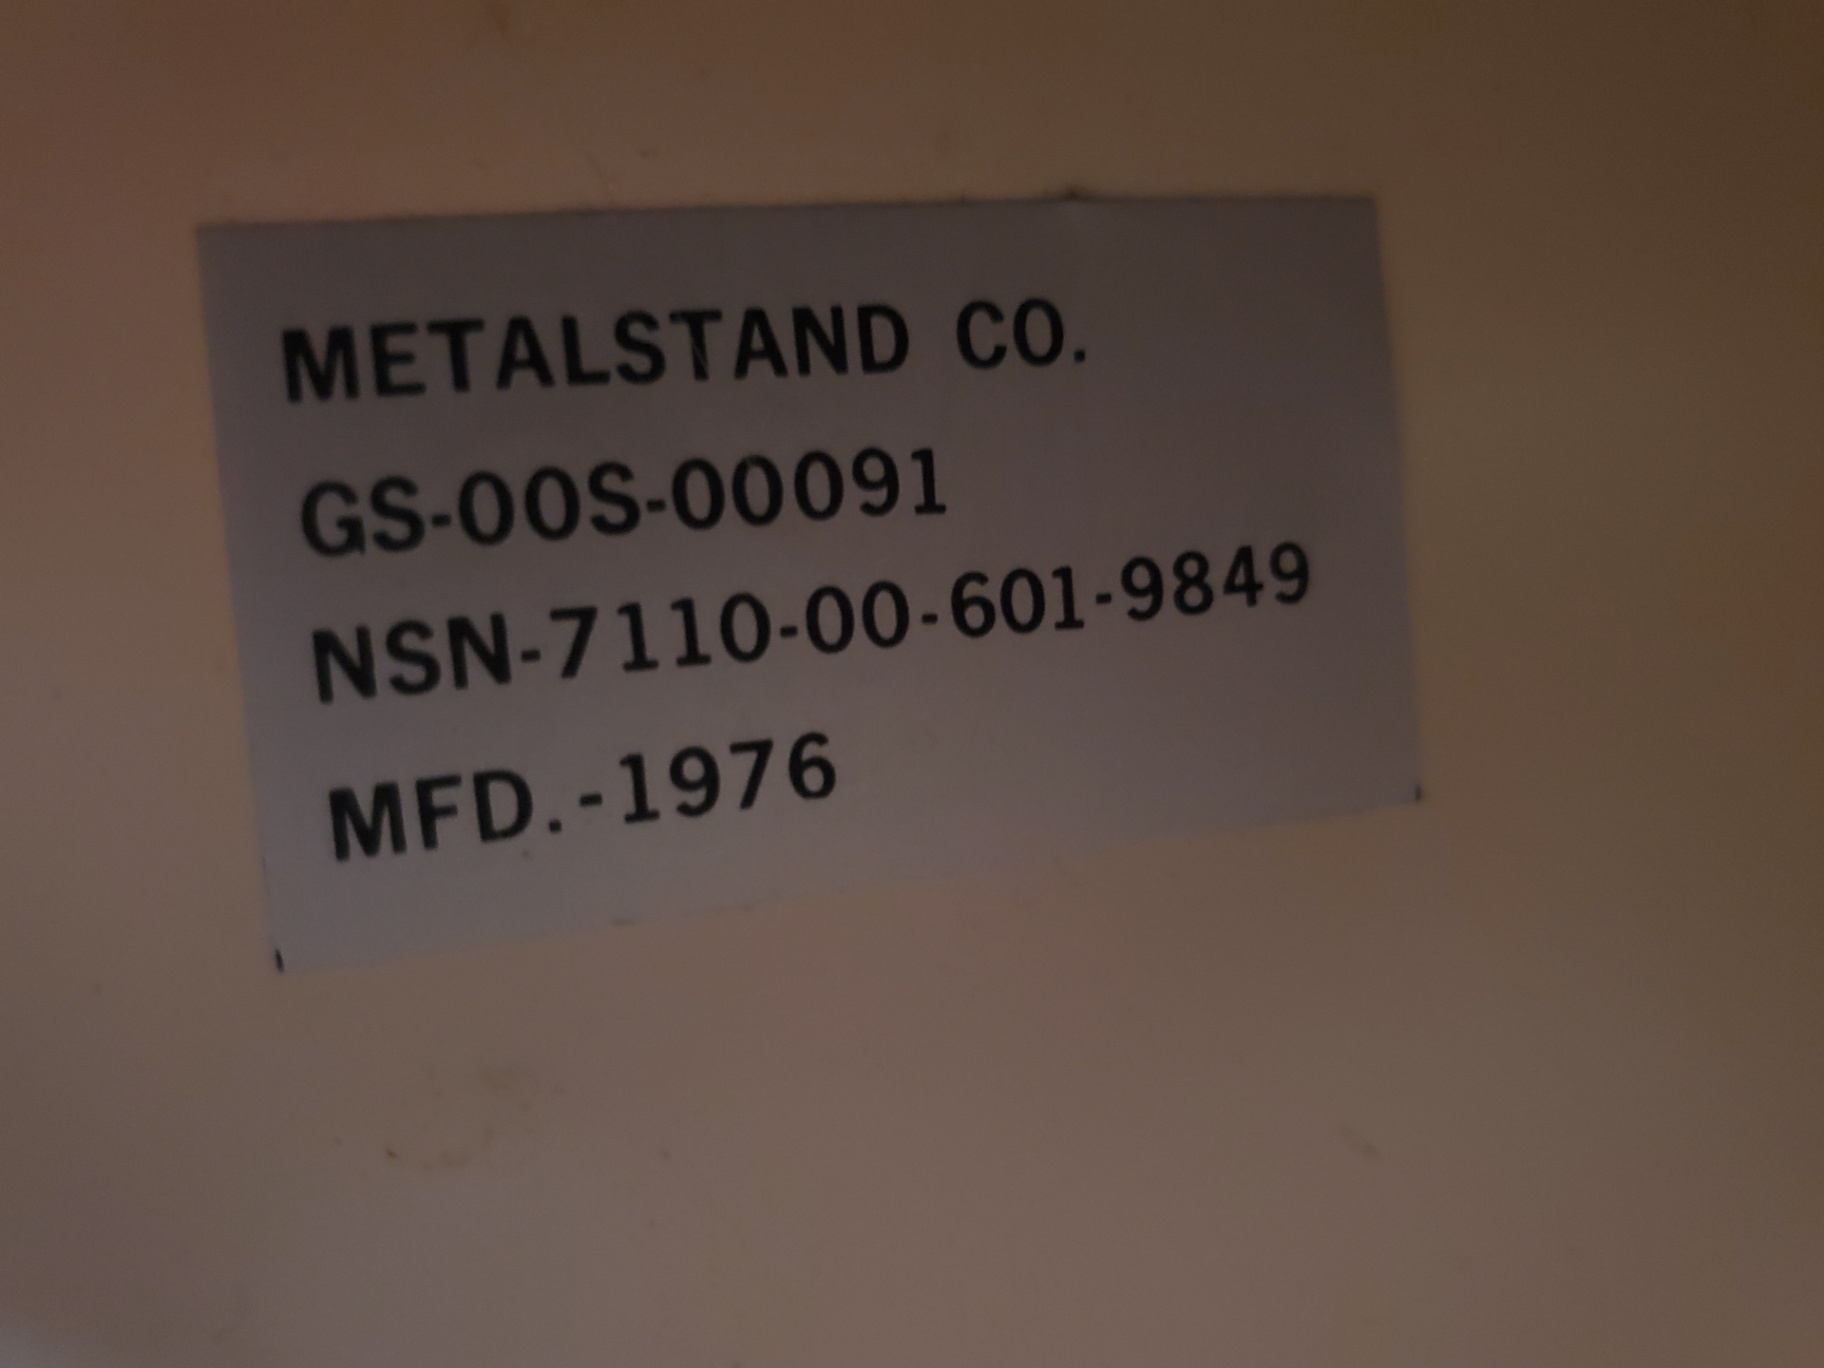 METALSTAND CO.
GS-00S-00091
NSN-7110-00-601-9849
MFD.-1976